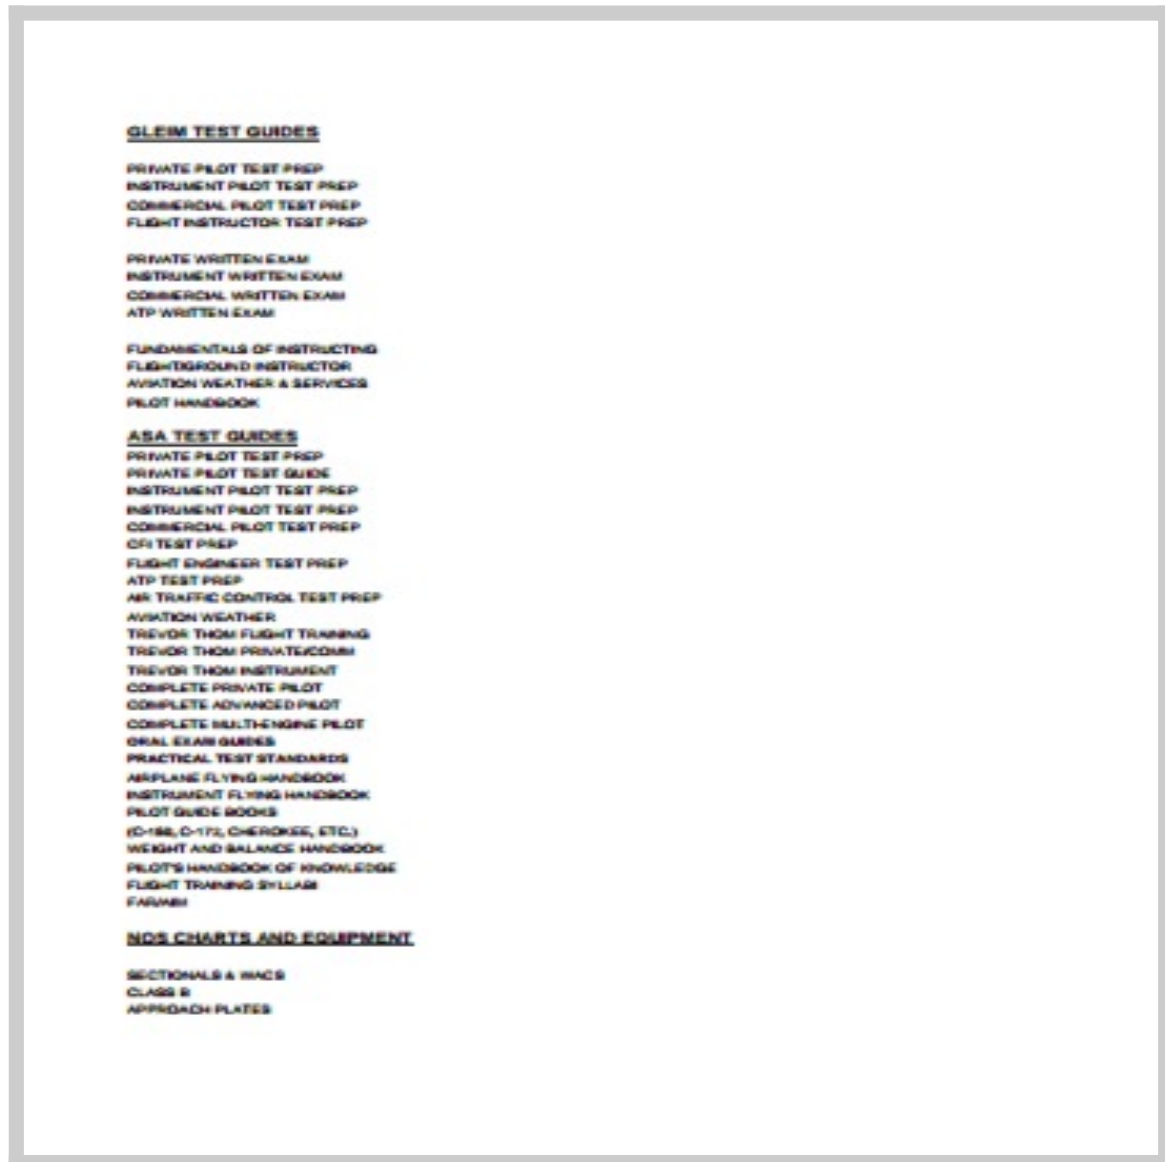 GLEIM TEST GUIDES
PRIVATE PILOT TEST PREP
INSTRUMENT PILOT TEST PREP
COMMERCIAL PILOT TEST PREP
FLIGHT INSTRUCTOR TEST PREP
PRIVATE WRITTEN EXAM
INSTRUMENT WRITTEN EXAM
COMMERCIAL WRITTEN EXAM
ATP WRITTEN EXAM
FUNDAMENTALS OF INSTRUCTING
FLIGHT/GROUND INSTRUCTOR
AVIATION WEATHER & SERVICES
PILOT HANDBOOK
ASA TEST GUIDES
PRIVATE PILOT TEST PREP
PRIVATE PILOT TEST GUIDE
INSTRUMENT PILOT TEST PREP
INSTRUMENT PILOT TEST PREP
COMMERCIAL PILOT TEST PREP
CFI TEST PREP
FLIGHT ENGINEER TEST PREP
ATP TEST PREP
AIR TRAFFIC CONTROL TEST PREP
AVIATION WEATHER
TREVOR THOM FLIGHT TRAINING
TREVOR THOM PRIVATE/COMM
TREVOR THOM INSTRUMENT
COMPLETE PRIVATE PILOT
COMPLETE ADVANCED PILOT
COMPLETE MULTI-ENGINE PILOT
ORAL EXAM GUIDES
PRACTICAL TEST STANDARDS
AIRPLANE FLYING HANDBOOK
INSTRUMENT FLYING HANDBOOK
PILOT GUIDE BOOKS
C-172, CHEROKEE, ETC.)
WEIGHT AND BALANCE HANDBOOK
PILOT'S HANDBOOK OF KNOWLEDGE
FLIGHT TRAINING SYLLABI
FAR/AIM
NOS CHARTS AND EQUIPMENT
SECTIONALS & WACS
CLASS B
APPROACH PLATES